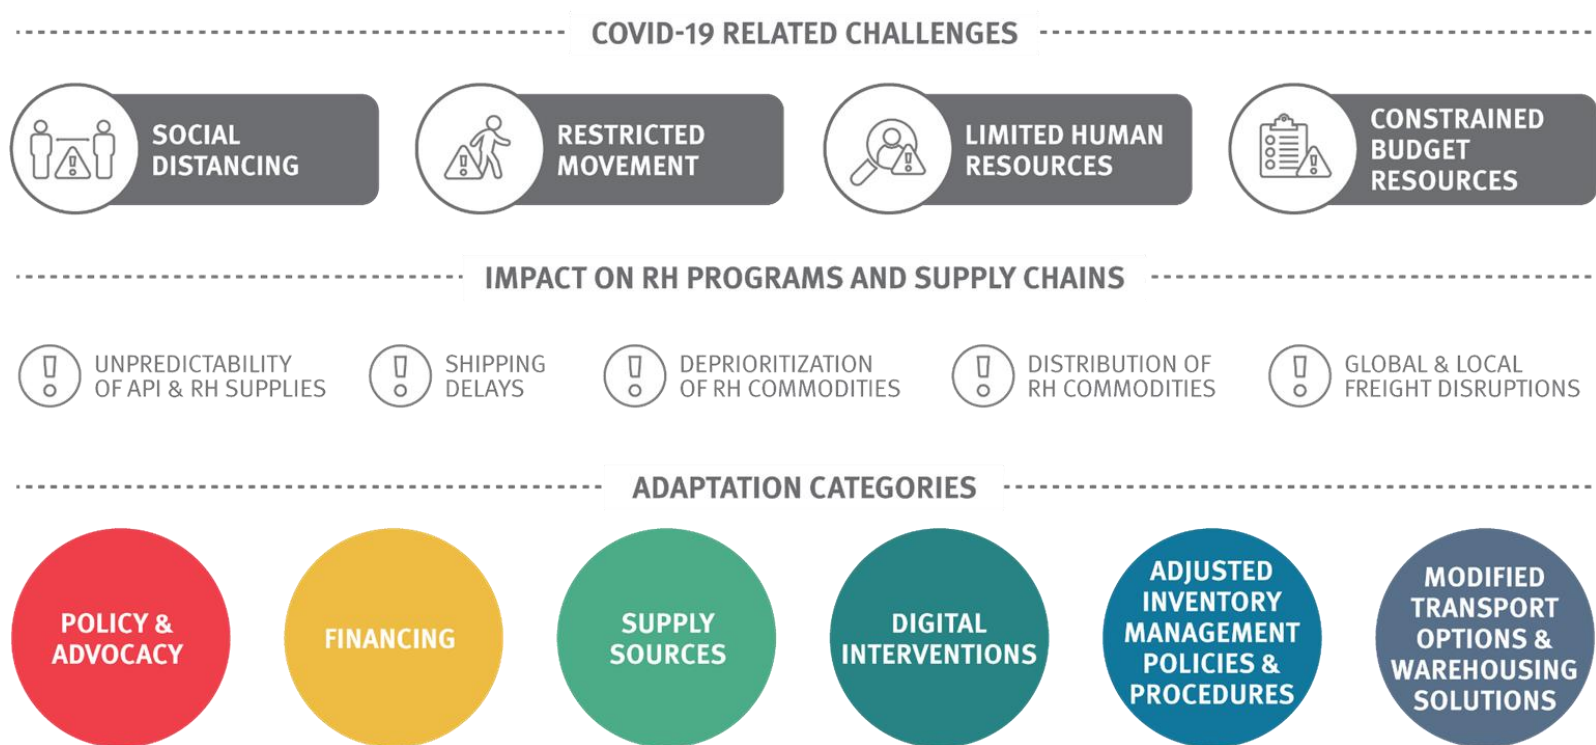 COVID-19 RELATED CHALLENGES
SOCIAL
DISTANCING
RESTRICTED
MOVEMENT
LIMITED HUMAN
RESOURCES
CONSTRAINED
BUDGET
RESOURCES
IMPACT ON RH PROGRAMS AND SUPPLY CHAINS
UNPREDICTABILITY
OF API & RH SUPPLIES
SHIPPING
DELAYS
DEPRIORITIZATION
OF RH COMMODITIES
DISTRIBUTION OF
RH COMMODITIES
GLOBAL & LOCAL
FREIGHT DISRUPTIONS
ADAPTATION CATEGORIES
POLICY &
ADVOCACY
FINANCING
SUPPLY
SOURCES
DIGITAL
INTERVENTIONS
ADJUSTED
INVENTORY
MANAGEMENT
POLICIES &
PROCEDURES
MODIFIED
TRANSPORT
OPTIONS &
WAREHOUSING
SOLUTIONS